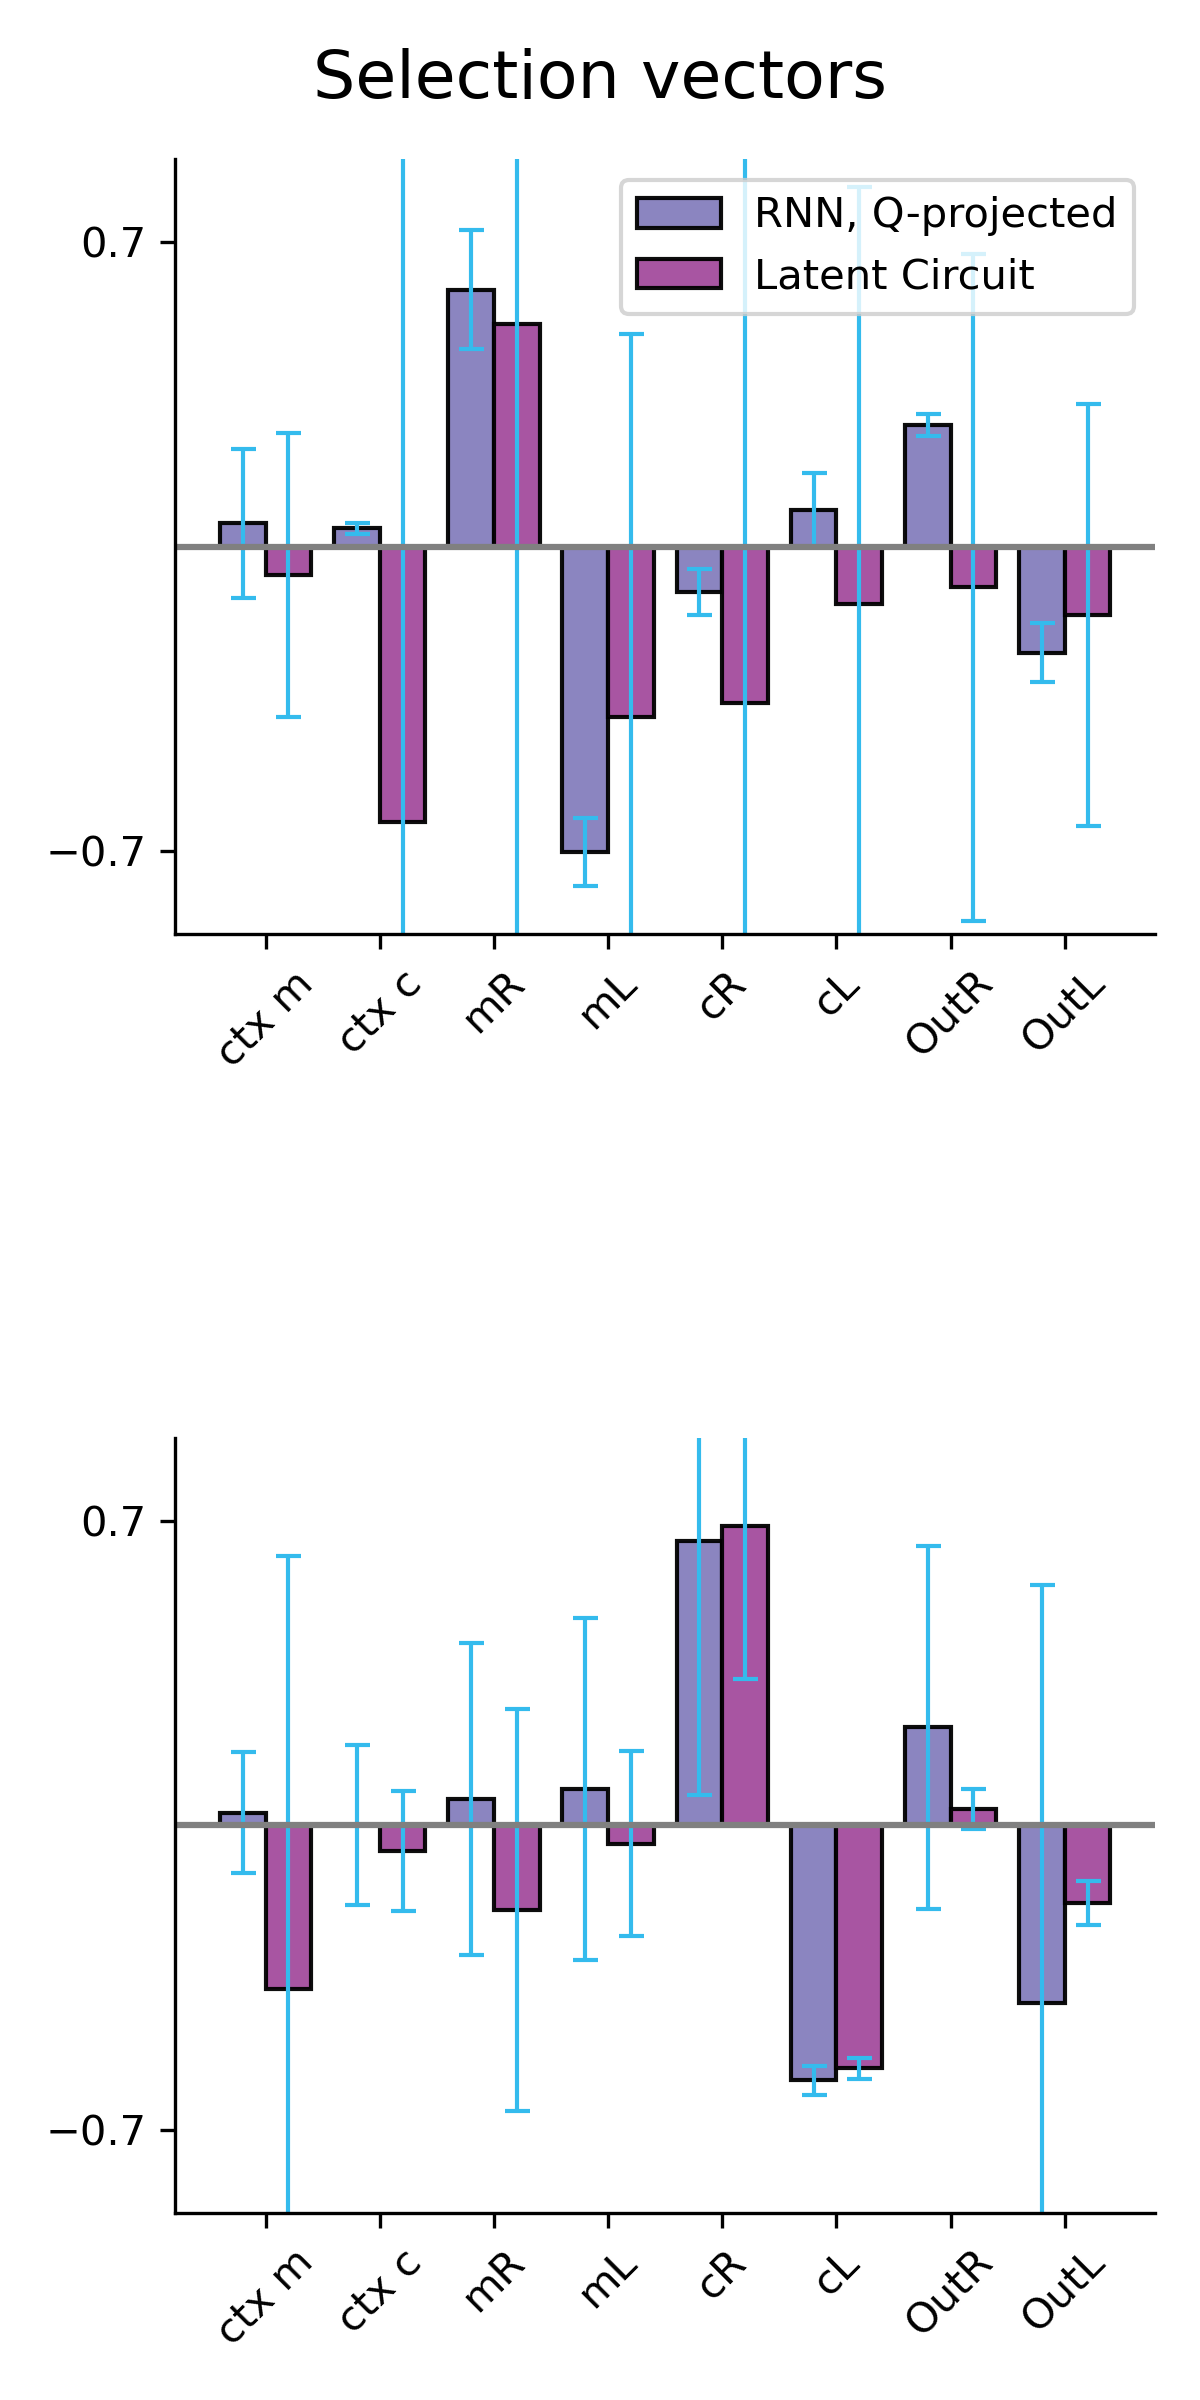 Selection vectors
0.7
−0.7
RNN, Q-projected
Latent Circuit
ctx m
ctx c
mR
mL
cR
cL
OutR
OutL
0.7
−0.7
ctx m
ctx c
mR
mL
cR
cL
OutR
OutL